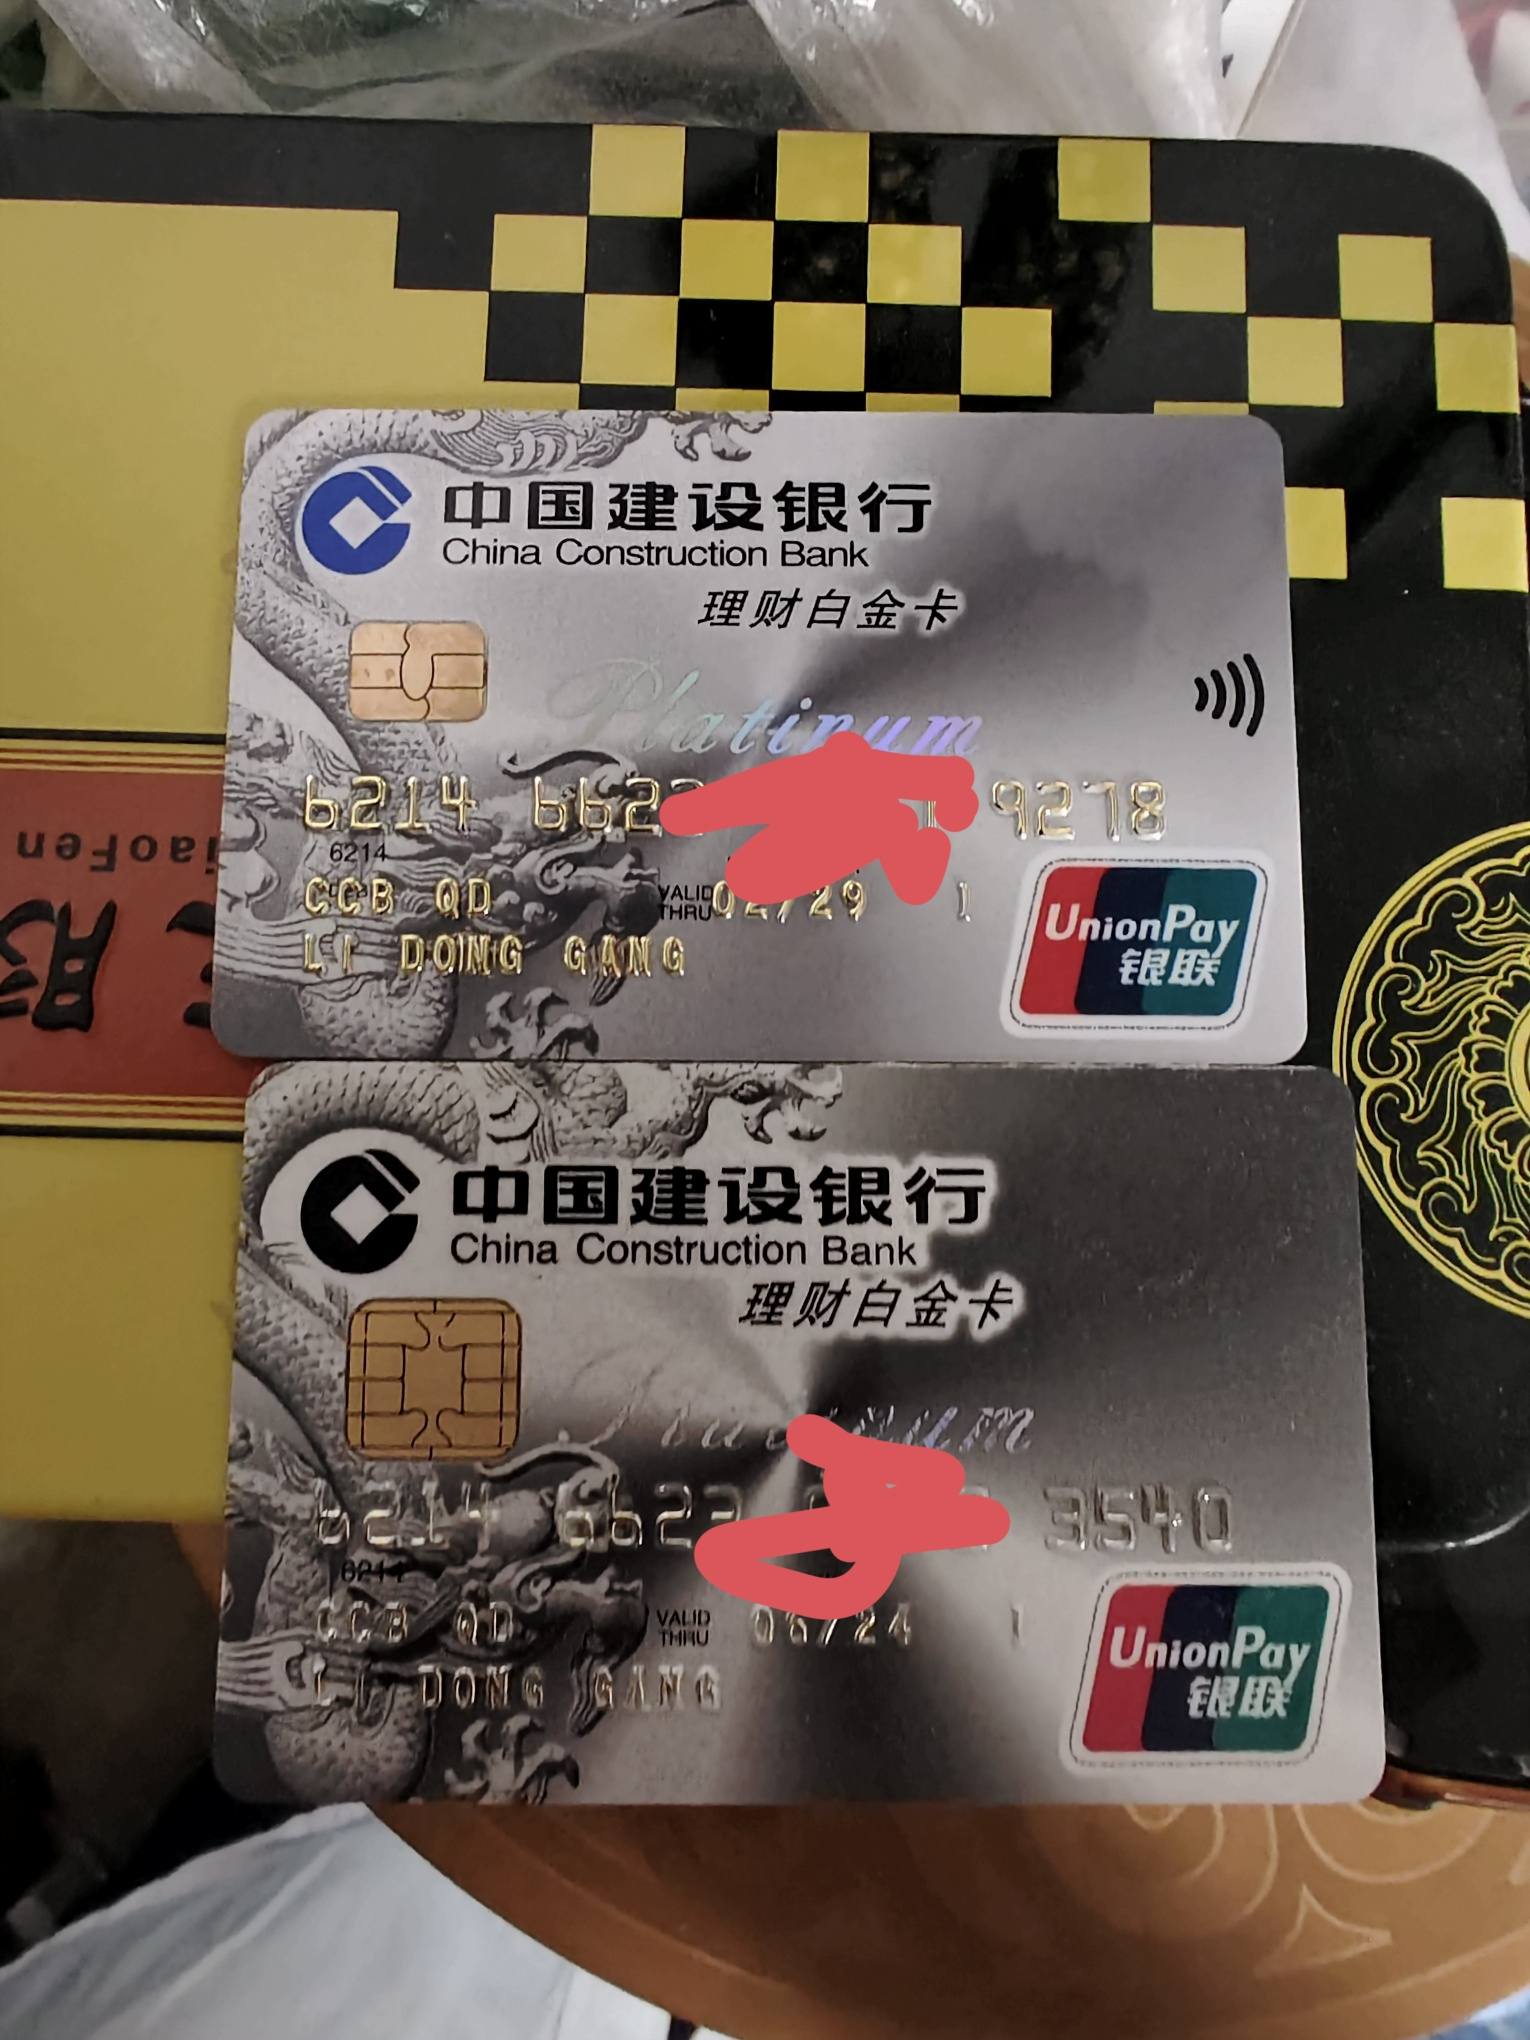 中国建设银行
China Construction Bank
理财白金卡
Platinum
6214 662 9278
6214
CCB QD
VALID THRU 02/29 1
LI DONG GANG
UnionPay
银联
iaoFen
中国建设银行
China Construction Bank
理财白金卡
6214 6623 3540
6214
CCB QD
VALID THRU 06/24 1
LI DONG GANG
UnionPay
银联